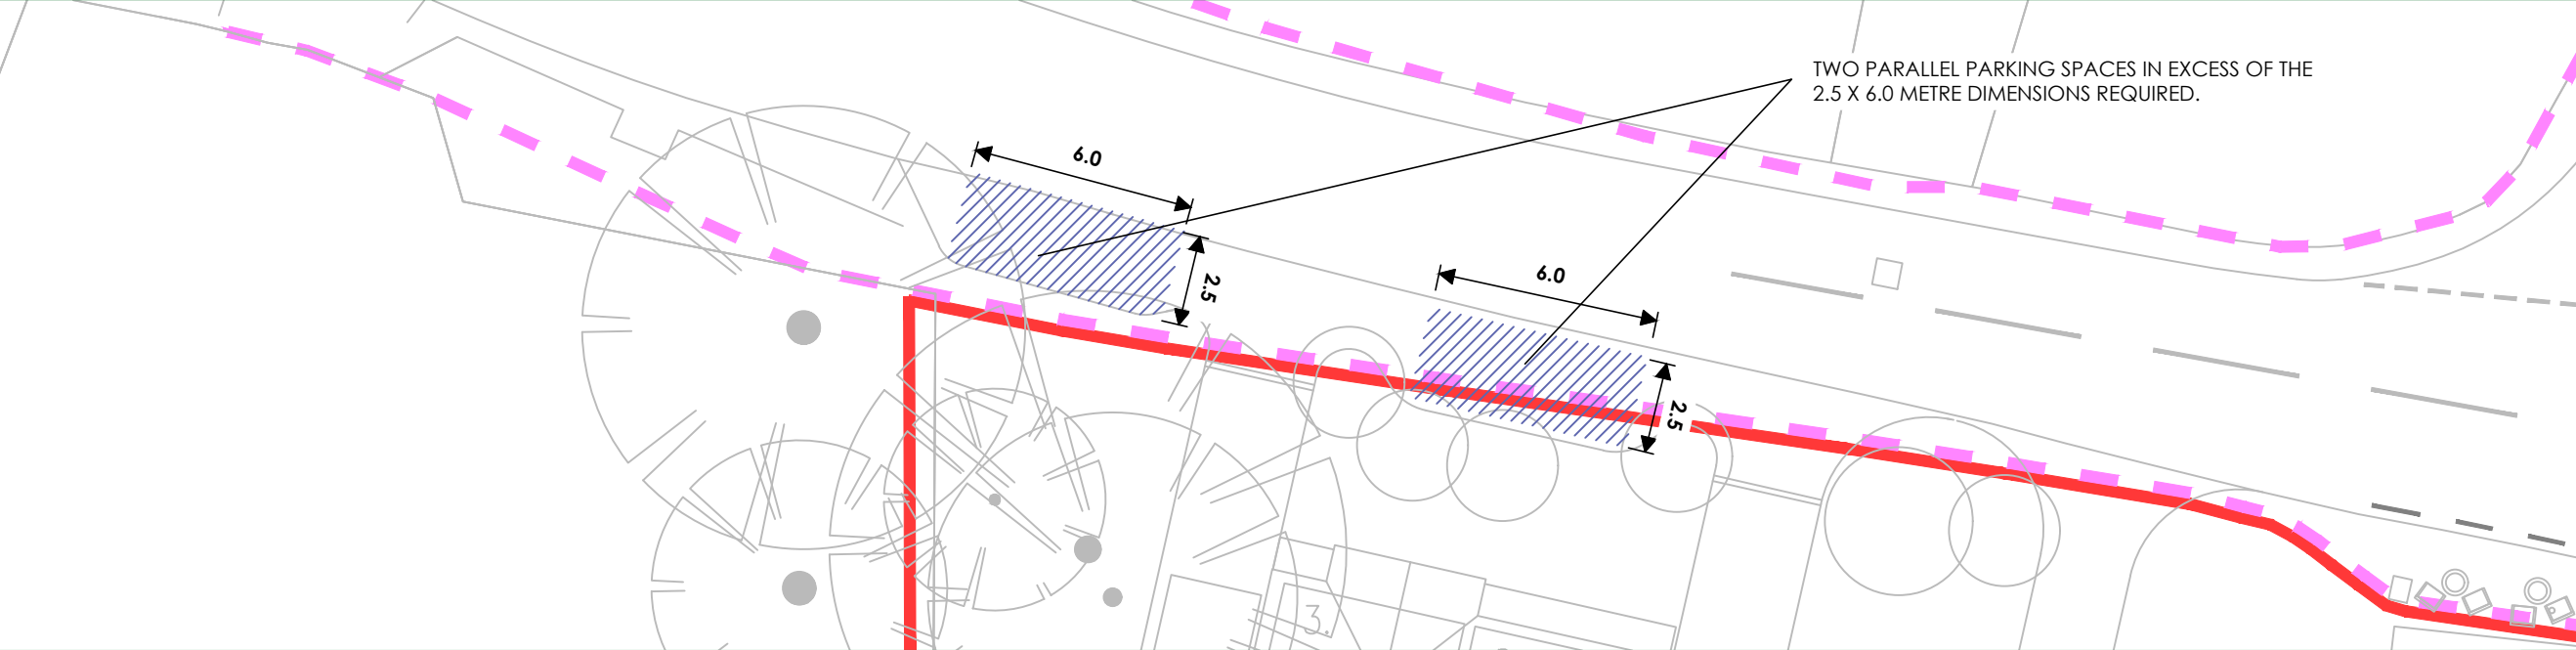 TWO PARALLEL PARKING SPACES IN EXCESS OF THE
2.5 X 6.0 METRE DIMENSIONS REQUIRED.
6.0
2.5
6.0
2.5
3.